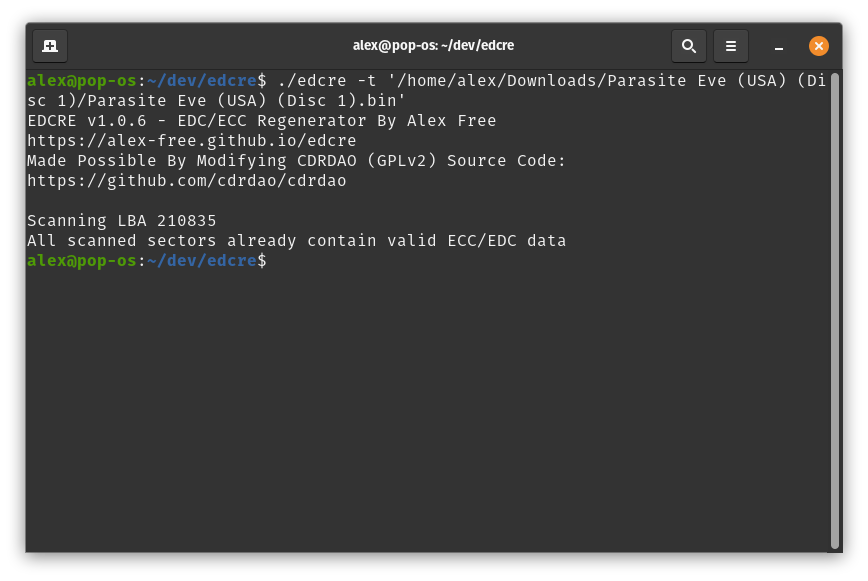 alex@pop-os: ~/dev/edcre
alex@pop-os:~/dev/edcre$ ./edcre -t '/home/alex/Downloads/Parasite Eve (USA) (Di
sc 1)/Parasite Eve (USA) (Disc 1).bin'
EDCRE v1.0.6 - EDC/ECC Regenerator By Alex Free
https://alex-free.github.io/edcre
Made Possible By Modifying CDRDAO (GPLv2) Source Code:
https://github.com/cdrdao/cdrdao
Scanning LBA 210835
All scanned sectors already contain valid ECC/EDC data
alex@pop-os:~/dev/edcre$